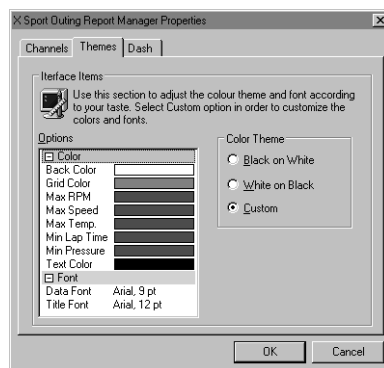 X Sport Outing Report Manager Properties
Channels Themes Dash
Iterface Items
Use this section to adjust the colour theme and font according
to your taste. Select Custom option in order to customize the
colors and fonts.
Options
Color
Back Color
Grid Color
Max RPM
Max Speed
Max Temp.
Min Lap Time
Min Pressure
Text Color
Font
Data Font Arial, 9 pt
Title Font Arial, 12 pt
Color Theme
Black on White
White on Black
Custom
OK Cancel